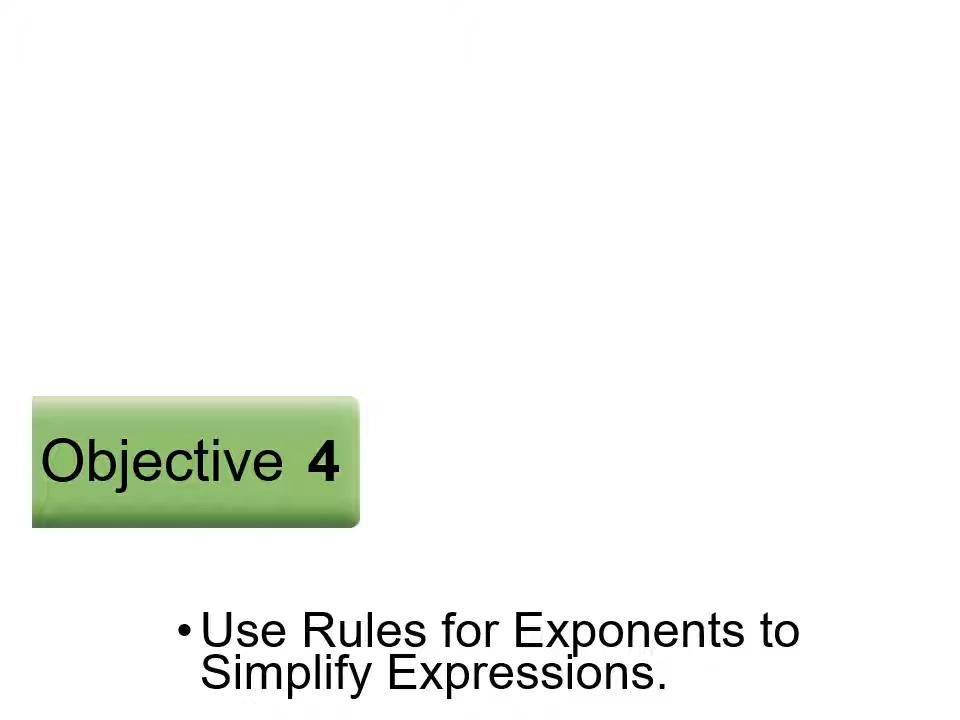 Objective 4
•Use Rules for Exponents to
Simplify Expressions.